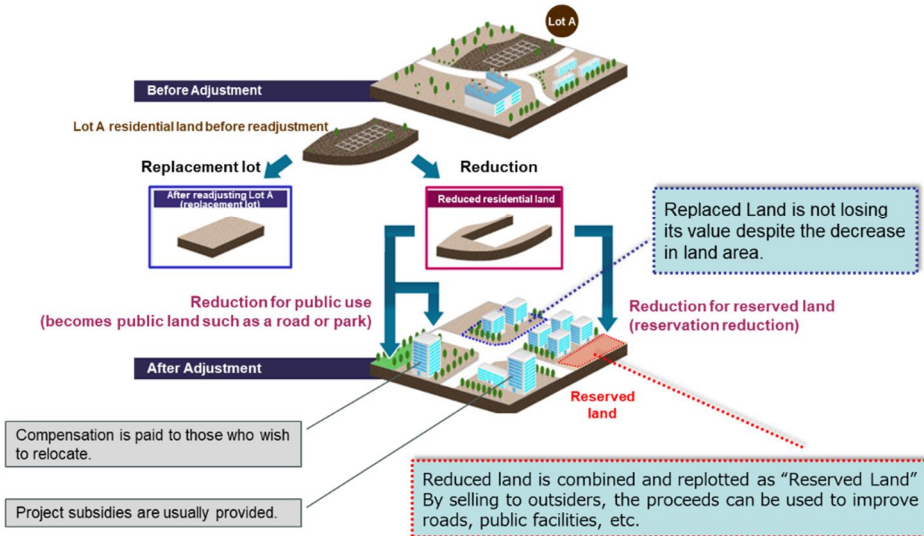 Lot A
Before Adjustment
Lot A residential land before readjustment
Replacement lot
Reduction
After readjusting Lot A
(replacement lot)
Reduced residential land
Replaced Land is not losing
its value despite the decrease
in land area.
Reduction for public use
(becomes public land such as a road or park)
Reduction for reserved land
(reservation reduction)
After Adjustment
Reserved
land
Compensation is paid to those who wish
to relocate.
Project subsidies are usually provided.
Reduced land is combined and replotted as “Reserved Land”
By selling to outsiders, the proceeds can be used to improve
roads, public facilities, etc.